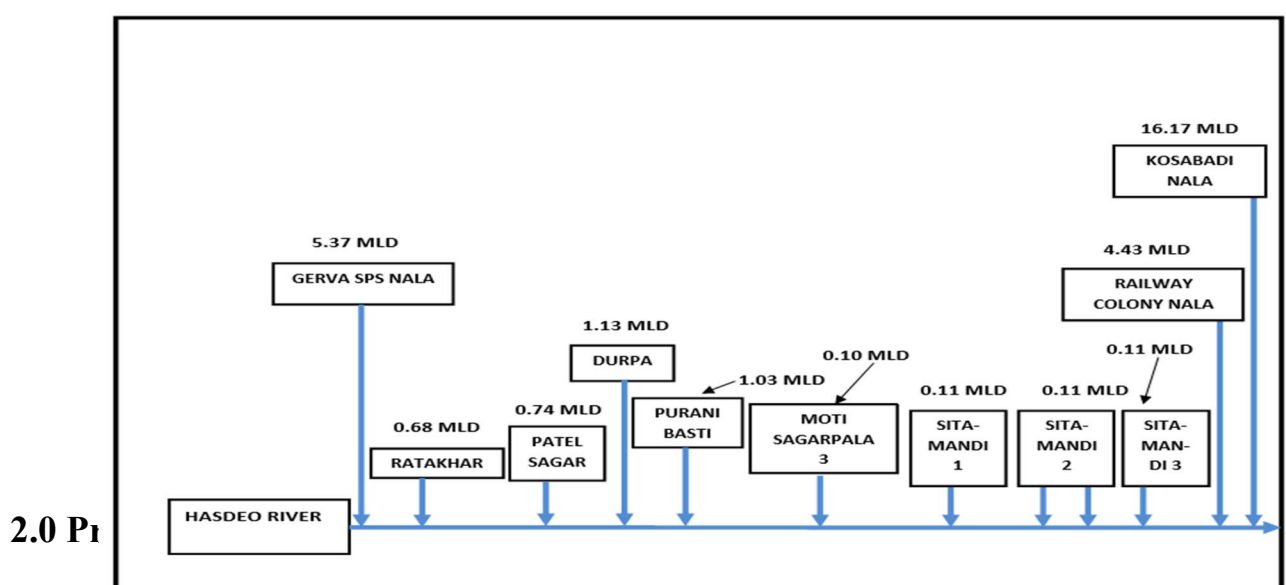 16.17 MLD
KOSABADI
NALA
5.37 MLD
GERVA SPS NALA
4.43 MLD
RAILWAY
COLONY NALA
1.13 MLD
DURPA
0.10 MLD
0.11 MLD
1.03 MLD
PURANI
BASTI
MOTI
SAGARPALA
3
0.11 MLD
SITA-
MANDI
1
0.11 MLD
SITA-
MANDI
2
SITA-
MAN-
DI 3
0.74 MLD
PATEL
SAGAR
0.68 MLD
RATAKHAR
HASDEO RIVER
2.0